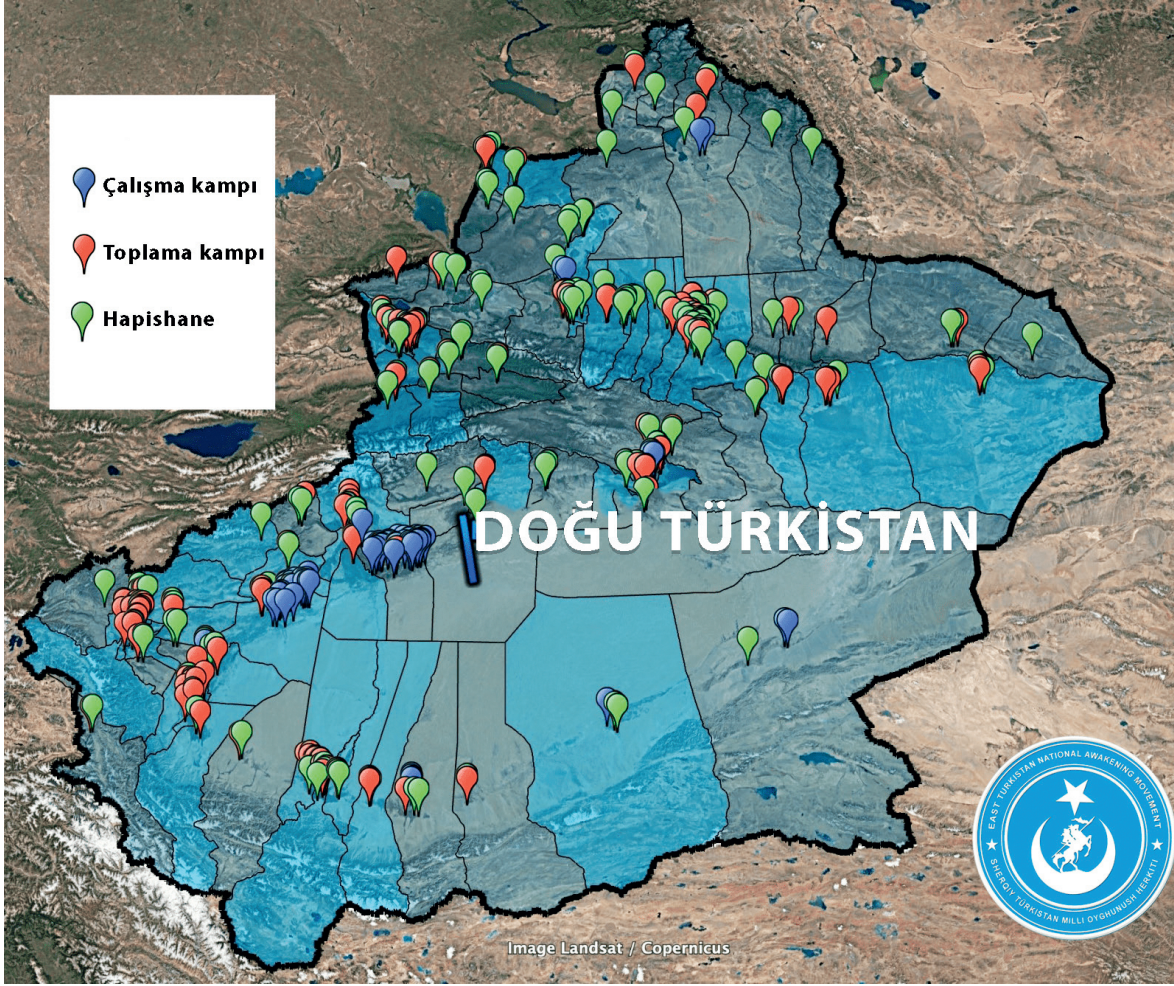 Çalışma kampı
Toplama kampı
Hapishane
DOĞU TÜRKİSTAN
EAST TURKISTAN NATIONAL AWAKENING MOVEMENT
SHERQIY TÜRKISTAN MILLI OYGHUNUSH HERKITI
Image Landsat / Copernicus